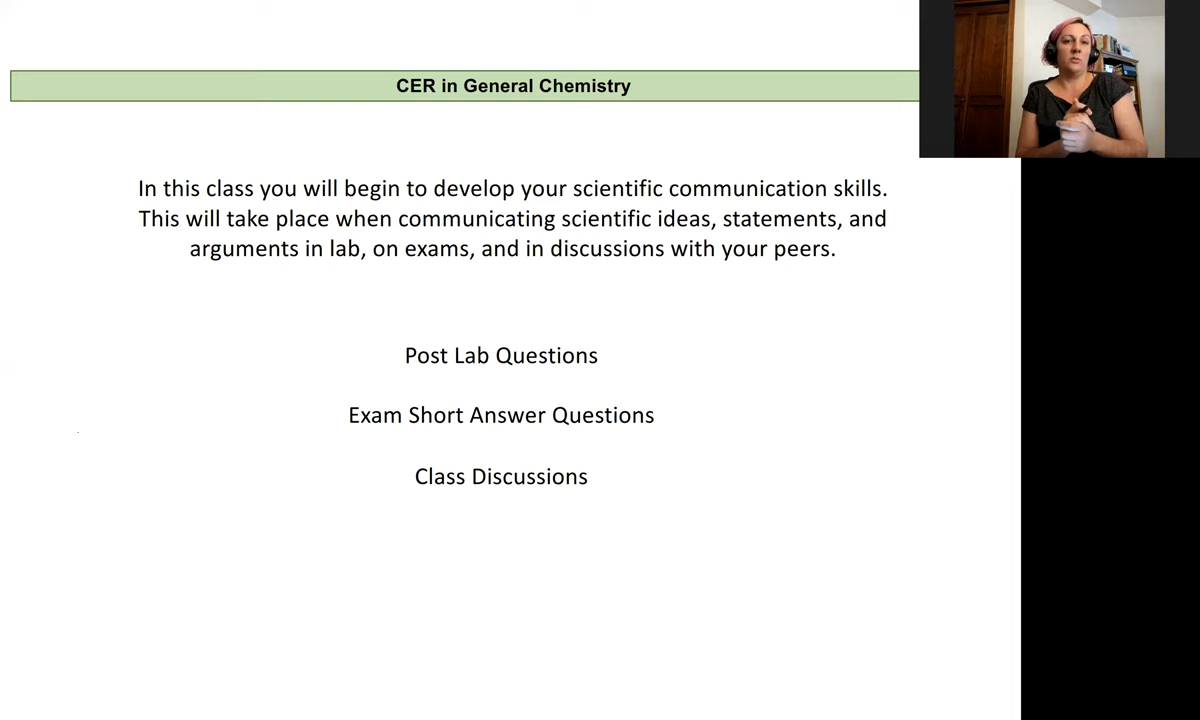 CER in General Chemistry
In this class you will begin to develop your scientific communication skills.
This will take place when communicating scientific ideas, statements, and
arguments in lab, on exams, and in discussions with your peers.
Post Lab Questions
Exam Short Answer Questions
Class Discussions